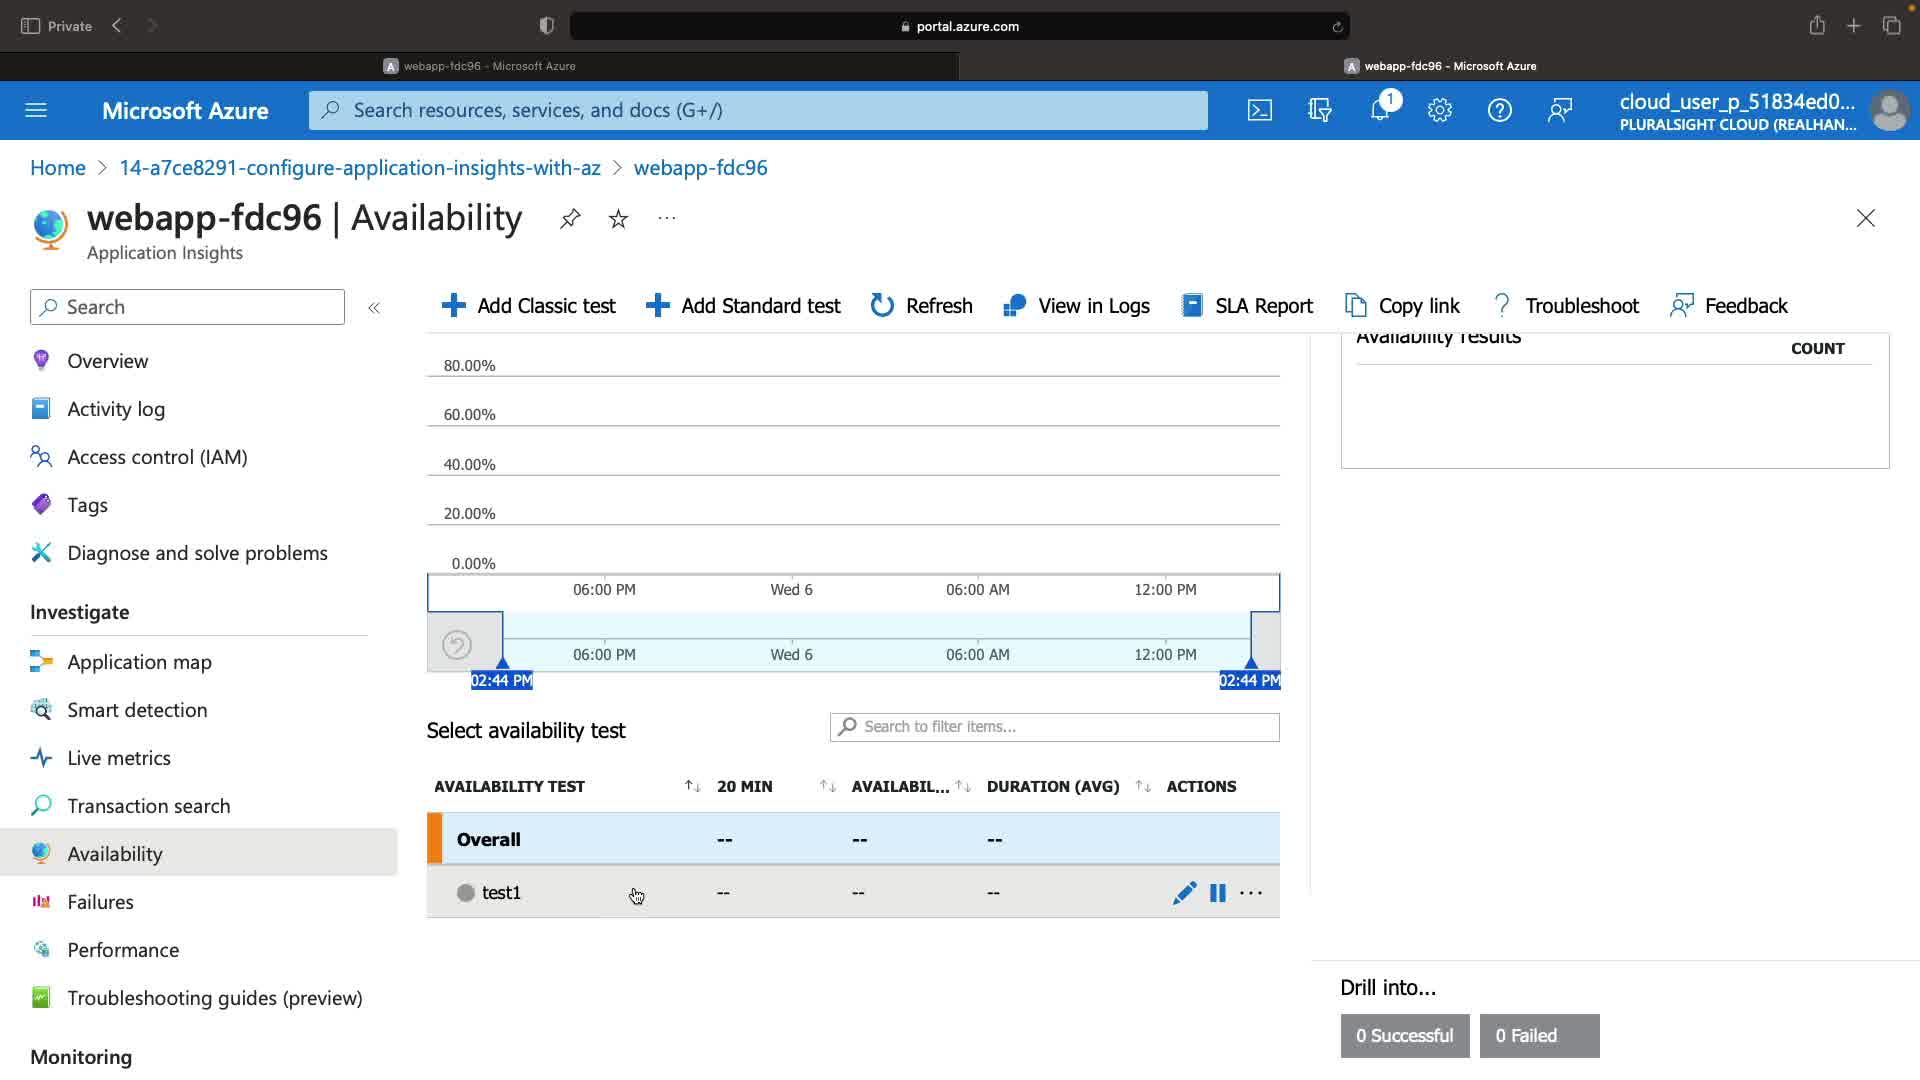 Private
portal.azure.com
webapp-fdc96 - Microsoft Azure
webapp-fdc96 - Microsoft Azure
Microsoft Azure
Search resources, services, and docs (G+/)
1
cloud_user_p_51834ed0...
PLURALSIGHT CLOUD (REALHAN...
Home > 14-a7ce8291-configure-application-insights-with-az > webapp-fdc96
webapp-fdc96 | Availability
Application Insights
Search
Add Classic test
Add Standard test
Refresh
View in Logs
SLA Report
Copy link
Troubleshoot
Feedback
Overview
Activity log
Access control (IAM)
Tags
Diagnose and solve problems
Investigate
Application map
Smart detection
Live metrics
Transaction search
Availability
Failures
Performance
Troubleshooting guides (preview)
Monitoring
80.00%
60.00%
40.00%
20.00%
0.00%
06:00 PM Wed 6 06:00 AM 12:00 PM
06:00 PM Wed 6 06:00 AM 12:00 PM
02:44 PM 02:44 PM
Select availability test
Search to filter items...
AVAILABILITY TEST 20 MIN AVAILABIL... DURATION (AVG) ACTIONS
Overall -- -- --
test1 -- -- --
Availability results
COUNT
Drill into...
0 Successful
0 Failed